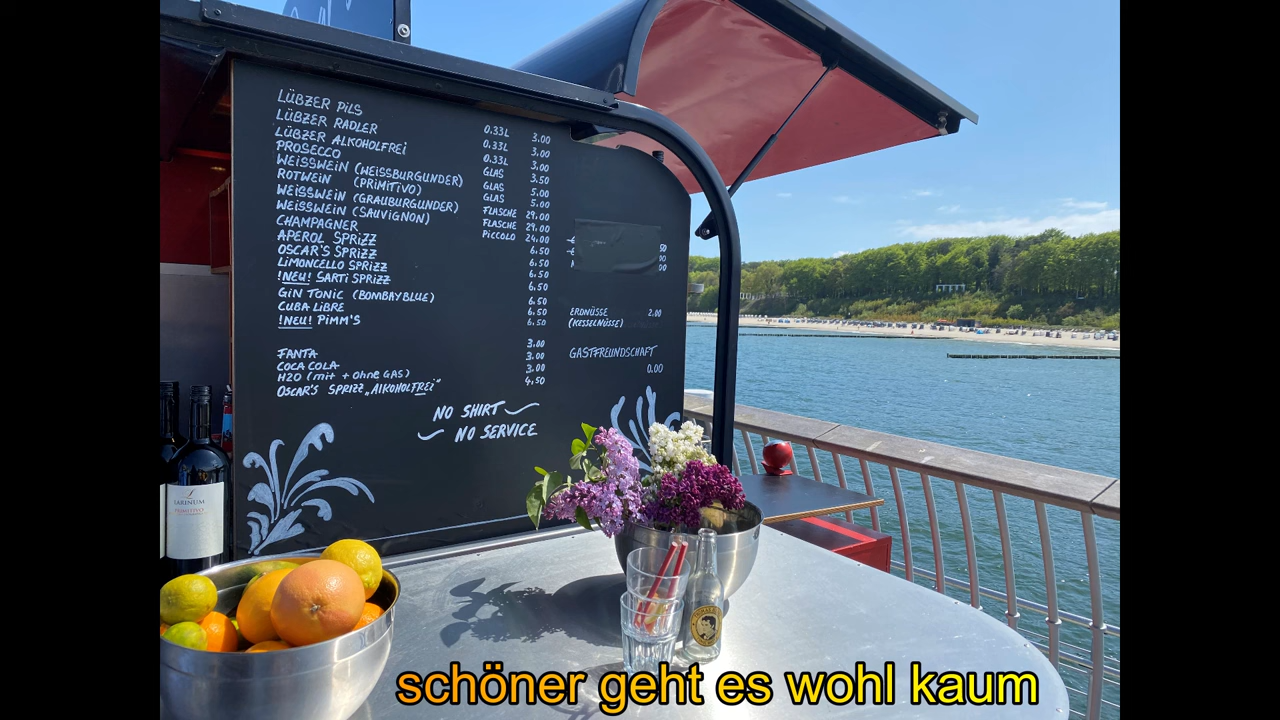 LÜBZER PILS
LÜBZER RADLER 0.33L 3.00
LÜBZER ALKOHOLFREI 0.33L 3.00
PROSECCO 0.33L 3.00
WEISSWEIN (WEISSBURGUNDER) GLAS 3.50
ROTWEIN (PRIMITIVO) GLAS 5.00
WEISSWEIN (GRAUBURGUNDER) GLAS 5.00
WEISSWEIN (SAUVIGNON) FLASCHE 29.00
CHAMPAGNER FLASCHE 29.00
APEROL SPRIZZ PICCOLO 24.00
OSCAR'S SPRIZZ 6.50
LIMONCELLO SPRIZZ 6.50
!NEU! SARTI SPRIZZ 6.50
GIN TONIC (BOMBAY BLUE) 6.50
CUBA LIBRE 6.50
!NEU! PIMM'S 6.50
FANTA 3.00
COCA COLA 3.00
H2O (mit + ohne GAS) 3.00
OSCAR'S SPRIZZ „ALKOHOLFREI" 4.50
NO SHIRT
NO SERVICE
ERDNÜSSE 2.00
(KESSELNÜSSE)
GASTFREUNDSCHAFT
0.00
PRIMITIVO
schöner geht es wohl kaum